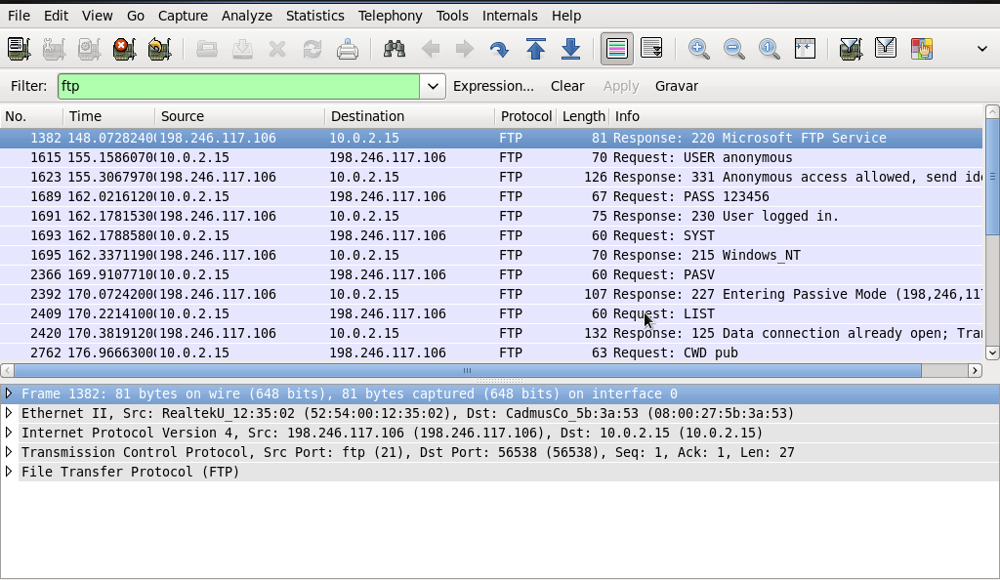 File Edit View Go Capture Analyze Statistics Telephony Tools Internals Help
Filter: ftp Expression... Clear Apply Gravar
No. Time Source Destination Protocol Length Info
1382 148.0728240 198.246.117.106 10.0.2.15 FTP 81 Response: 220 Microsoft FTP Service
1615 155.1586070 10.0.2.15 198.246.117.106 FTP 70 Request: USER anonymous
1623 155.3067970 198.246.117.106 10.0.2.15 FTP 126 Response: 331 Anonymous access allowed, send ide
1689 162.0216120 10.0.2.15 198.246.117.106 FTP 67 Request: PASS 123456
1691 162.1781530 198.246.117.106 10.0.2.15 FTP 75 Response: 230 User logged in.
1693 162.1788580 10.0.2.15 198.246.117.106 FTP 60 Request: SYST
1695 162.3371190 198.246.117.106 10.0.2.15 FTP 70 Response: 215 Windows_NT
2366 169.9107710 10.0.2.15 198.246.117.106 FTP 60 Request: PASV
2392 170.0724200 198.246.117.106 10.0.2.15 FTP 107 Response: 227 Entering Passive Mode (198,246,11
2409 170.2214100 10.0.2.15 198.246.117.106 FTP 60 Request: LIST
2420 170.3819120 198.246.117.106 10.0.2.15 FTP 132 Response: 125 Data connection already open; Tra
2762 176.9666300 10.0.2.15 198.246.117.106 FTP 63 Request: CWD pub
Frame 1382: 81 bytes on wire (648 bits), 81 bytes captured (648 bits) on interface 0
Ethernet II, Src: RealtekU_12:35:02 (52:54:00:12:35:02), Dst: CadmusCo_5b:3a:53 (08:00:27:5b:3a:53)
Internet Protocol Version 4, Src: 198.246.117.106 (198.246.117.106), Dst: 10.0.2.15 (10.0.2.15)
Transmission Control Protocol, Src Port: ftp (21), Dst Port: 56538 (56538), Seq: 1, Ack: 1, Len: 27
File Transfer Protocol (FTP)